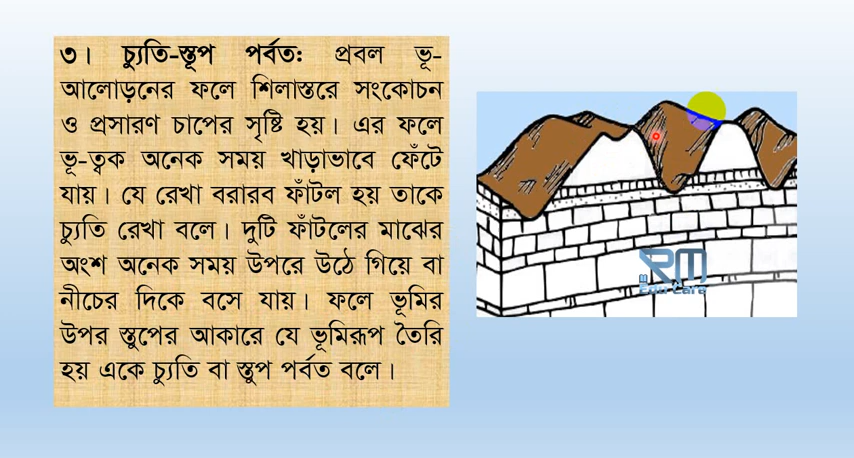 ৩। চ্যুতি-স্তূপ পর্বত: প্রবল ভূ-
আলোড়নের ফলে শিলাস্তরে সংকোচন
ও প্রসারণ চাপের সৃষ্টি হয়। এর ফলে
ভূ-ত্বক অনেক সময় খাড়াভাবে ফেঁটে
যায়। যে রেখা বরারব ফাঁটল হয় তাকে
চ্যুতি রেখা বলে। দুটি ফাঁটলের মাঝের
অংশ অনেক সময় উপরে উঠে গিয়ে বা
নীচের দিকে বসে যায়। ফলে ভূমির
উপর স্তুপের আকারে যে ভূমিরূপ তৈরি
হয় একে চ্যুতি বা স্তুপ পর্বত বলে।
RM
Edu Care